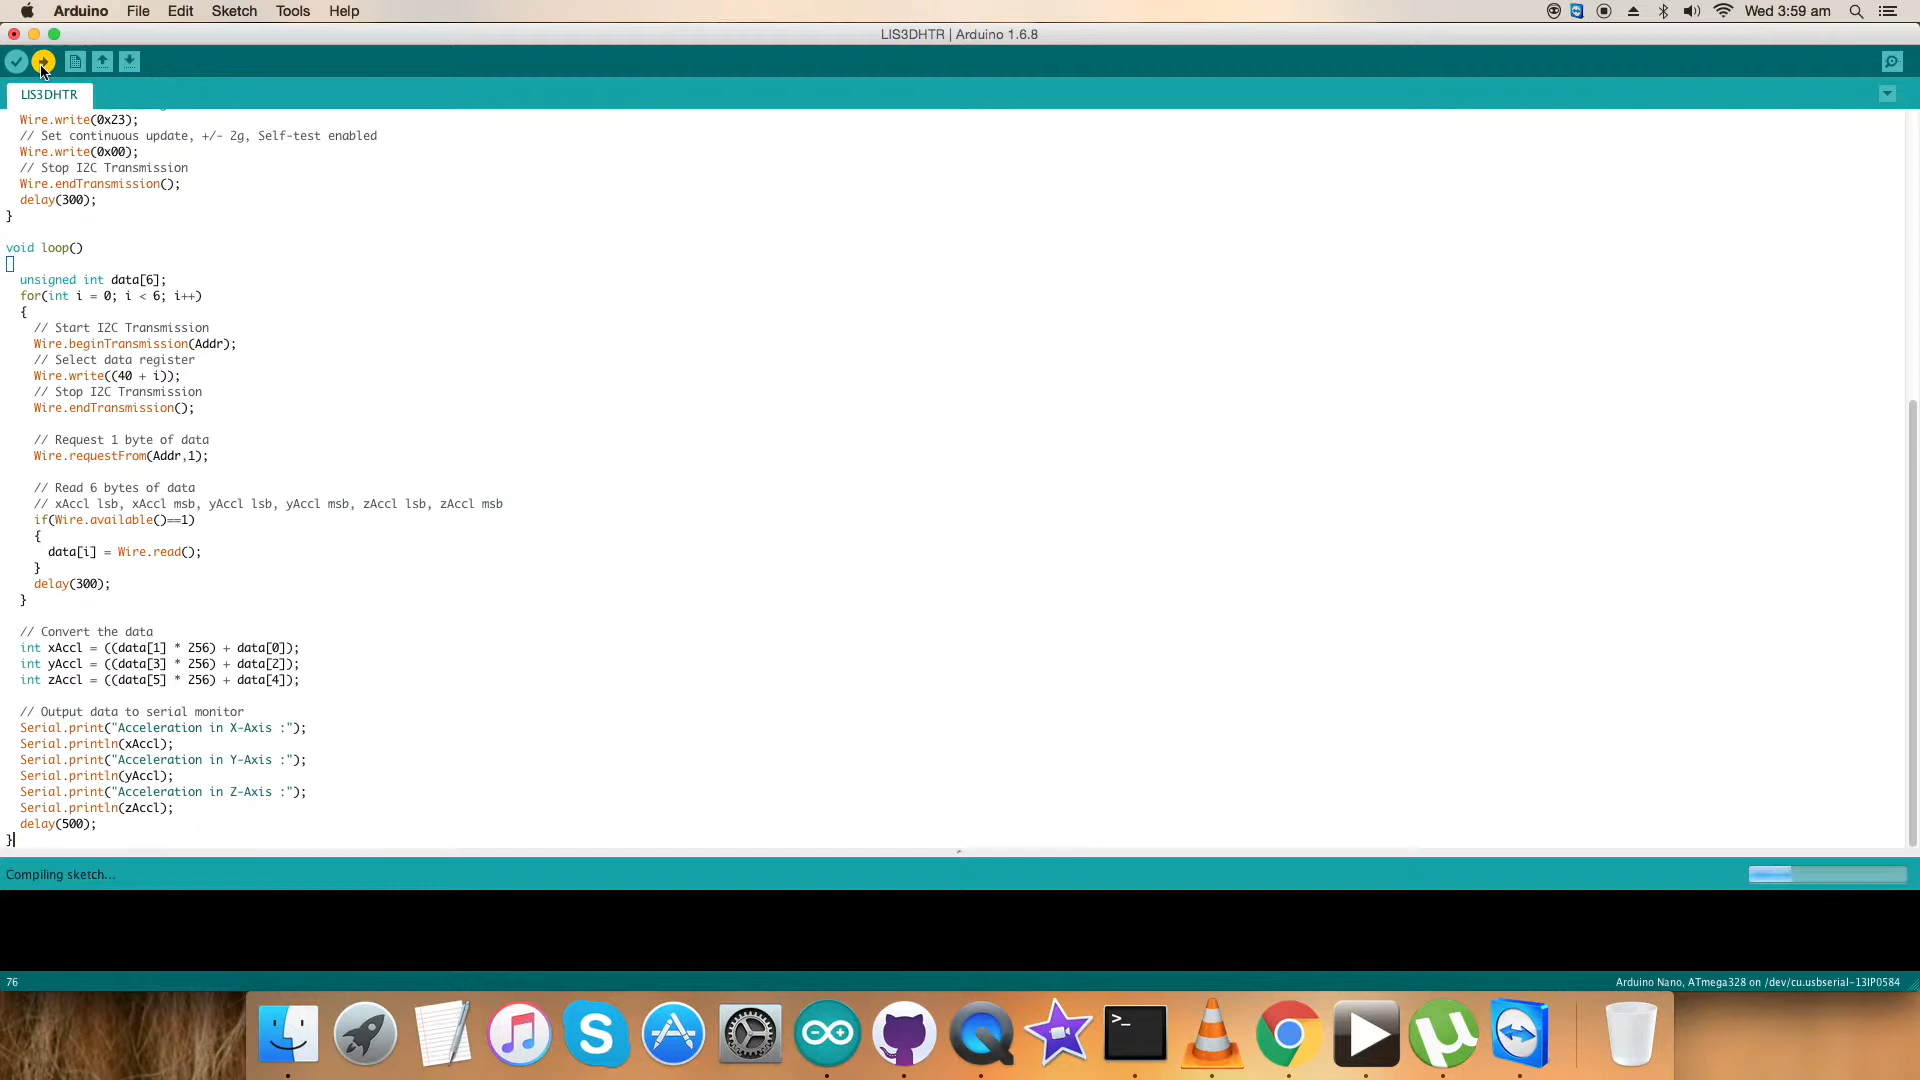 Arduino File Edit Sketch Tools Help Wed 3:59 am
LIS3DHTR | Arduino 1.6.8
LIS3DHTR
Wire.write(0x23);
// Set continuous update, +/- 2g, Self-test enabled
Wire.write(0x00);
// Stop I2C Transmission
Wire.endTransmission();
delay(300);
}
void loop()
unsigned int data[6];
for(int i = 0; i < 6; i++)
{
// Start I2C Transmission
Wire.beginTransmission(Addr);
// Select data register
Wire.write((40 + i));
// Stop I2C Transmission
Wire.endTransmission();
// Request 1 byte of data
Wire.requestFrom(Addr,1);
// Read 6 bytes of data
// xAccl lsb, xAccl msb, yAccl lsb, yAccl msb, zAccl lsb, zAccl msb
if(Wire.available()==1)
{
data[i] = Wire.read();
}
delay(300);
}
// Convert the data
int xAccl = ((data[1] * 256) + data[0]);
int yAccl = ((data[3] * 256) + data[2]);
int zAccl = ((data[5] * 256) + data[4]);
// Output data to serial monitor
Serial.print("Acceleration in X-Axis :");
Serial.println(xAccl);
Serial.print("Acceleration in Y-Axis :");
Serial.println(yAccl);
Serial.print("Acceleration in Z-Axis :");
Serial.println(zAccl);
delay(500);
}
Compiling sketch...
76 Arduino Nano, ATmega328 on /dev/cu.usbserial-13IP0584